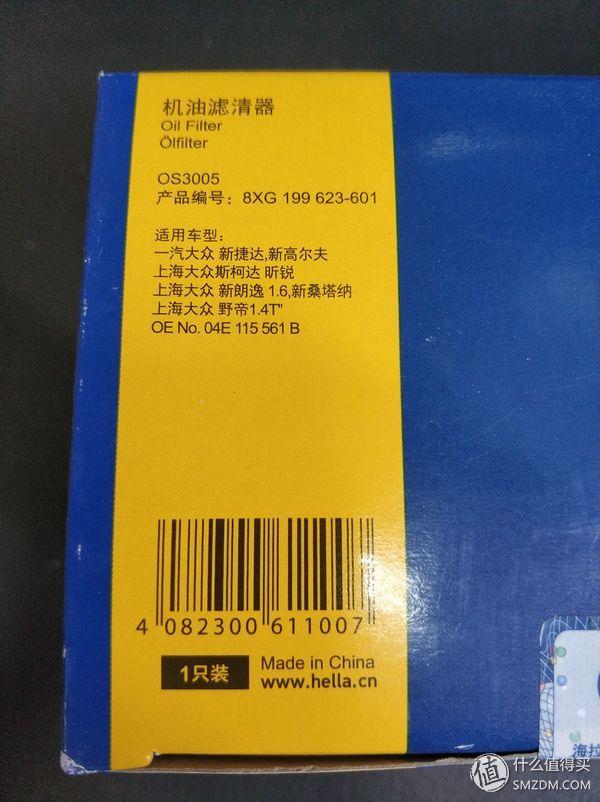 机油滤清器
Oil Filter
Ölfilter
OS3005
产品编号: 8XG 199 623-601
适用车型:
一汽大众 新捷达,新高尔夫
上海大众斯柯达 昕锐
上海大众 新朗逸 1.6,新桑塔纳
上海大众 野帝1.4T"
OE No. 04E 115 561 B
4 082300 611007
1只装
Made in China
www.hella.cn
海拉
值 什么值得买
SMZDM.COM